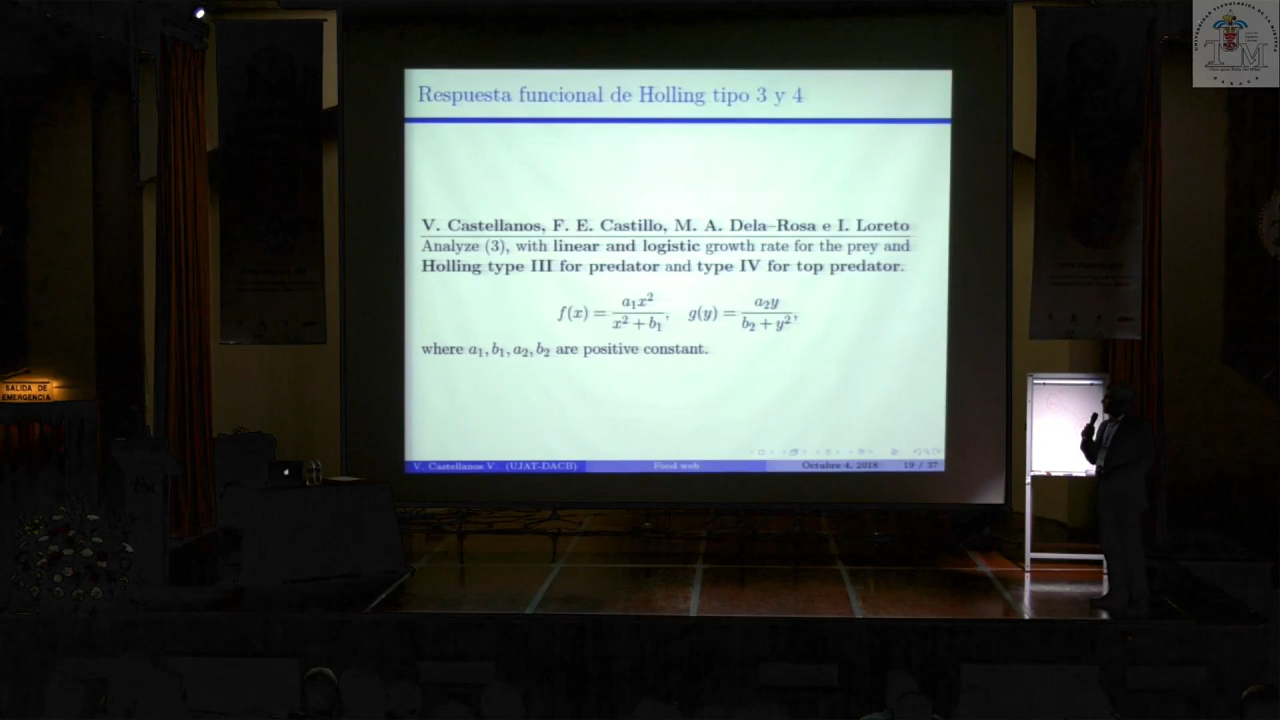 Respuesta funcional de Holling tipo 3 y 4
V. Castellanos, F. E. Castillo, M. A. Dela–Rosa e I. Loreto
Analyze (3), with linear and logistic growth rate for the prey and
Holling type III for predator and type IV for top predator.
f(x) = a₁x² / (x² + b₁), g(y) = a₂y / (b₂ + y²),
where a₁, b₁, a₂, b₂ are positive constant.
V. Castellanos V. (UJAT-DACB) Food web Octubre 4, 2018 19 / 37
SALIDA DE
EMERGENCIA
UTM